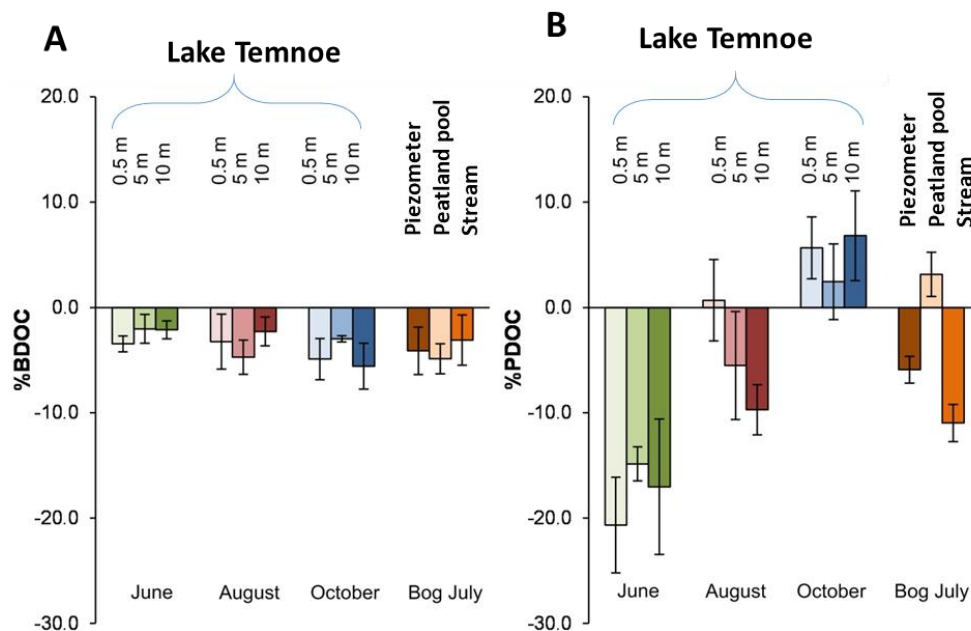 A
Lake Temnoe
20.0
10.0
0.0
-10.0
-20.0
-30.0
%BDOC
0.5 m
5 m
10 m
0.5 m
5 m
10 m
0.5 m
5 m
10 m
Piezometer
Peatland pool
Stream
June
August
October
Bog July
B
Lake Temnoe
20.0
10.0
0.0
-10.0
-20.0
-30.0
%PDOC
0.5 m
5 m
10 m
0.5 m
5 m
10 m
0.5 m
5 m
10 m
Piezometer
Peatland pool
Stream
June
August
October
Bog July